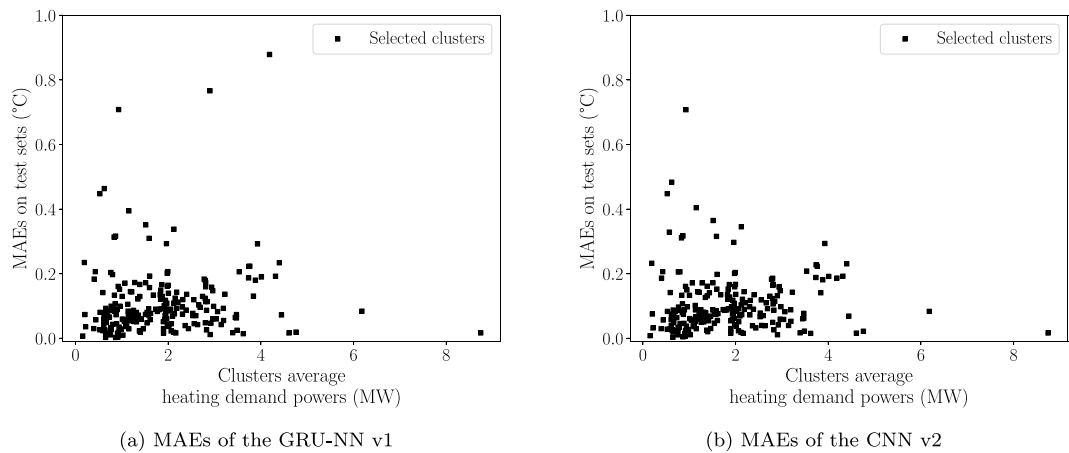 1.0
0.8
0.6
0.4
0.2
0.0
MAEs on test sets (°C)
Selected clusters
0 2 4 6 8
Clusters average
heating demand powers (MW)
(a) MAEs of the GRU-NN v1
1.0
0.8
0.6
0.4
0.2
0.0
MAEs on test sets (°C)
Selected clusters
0 2 4 6 8
Clusters average
heating demand powers (MW)
(b) MAEs of the CNN v2